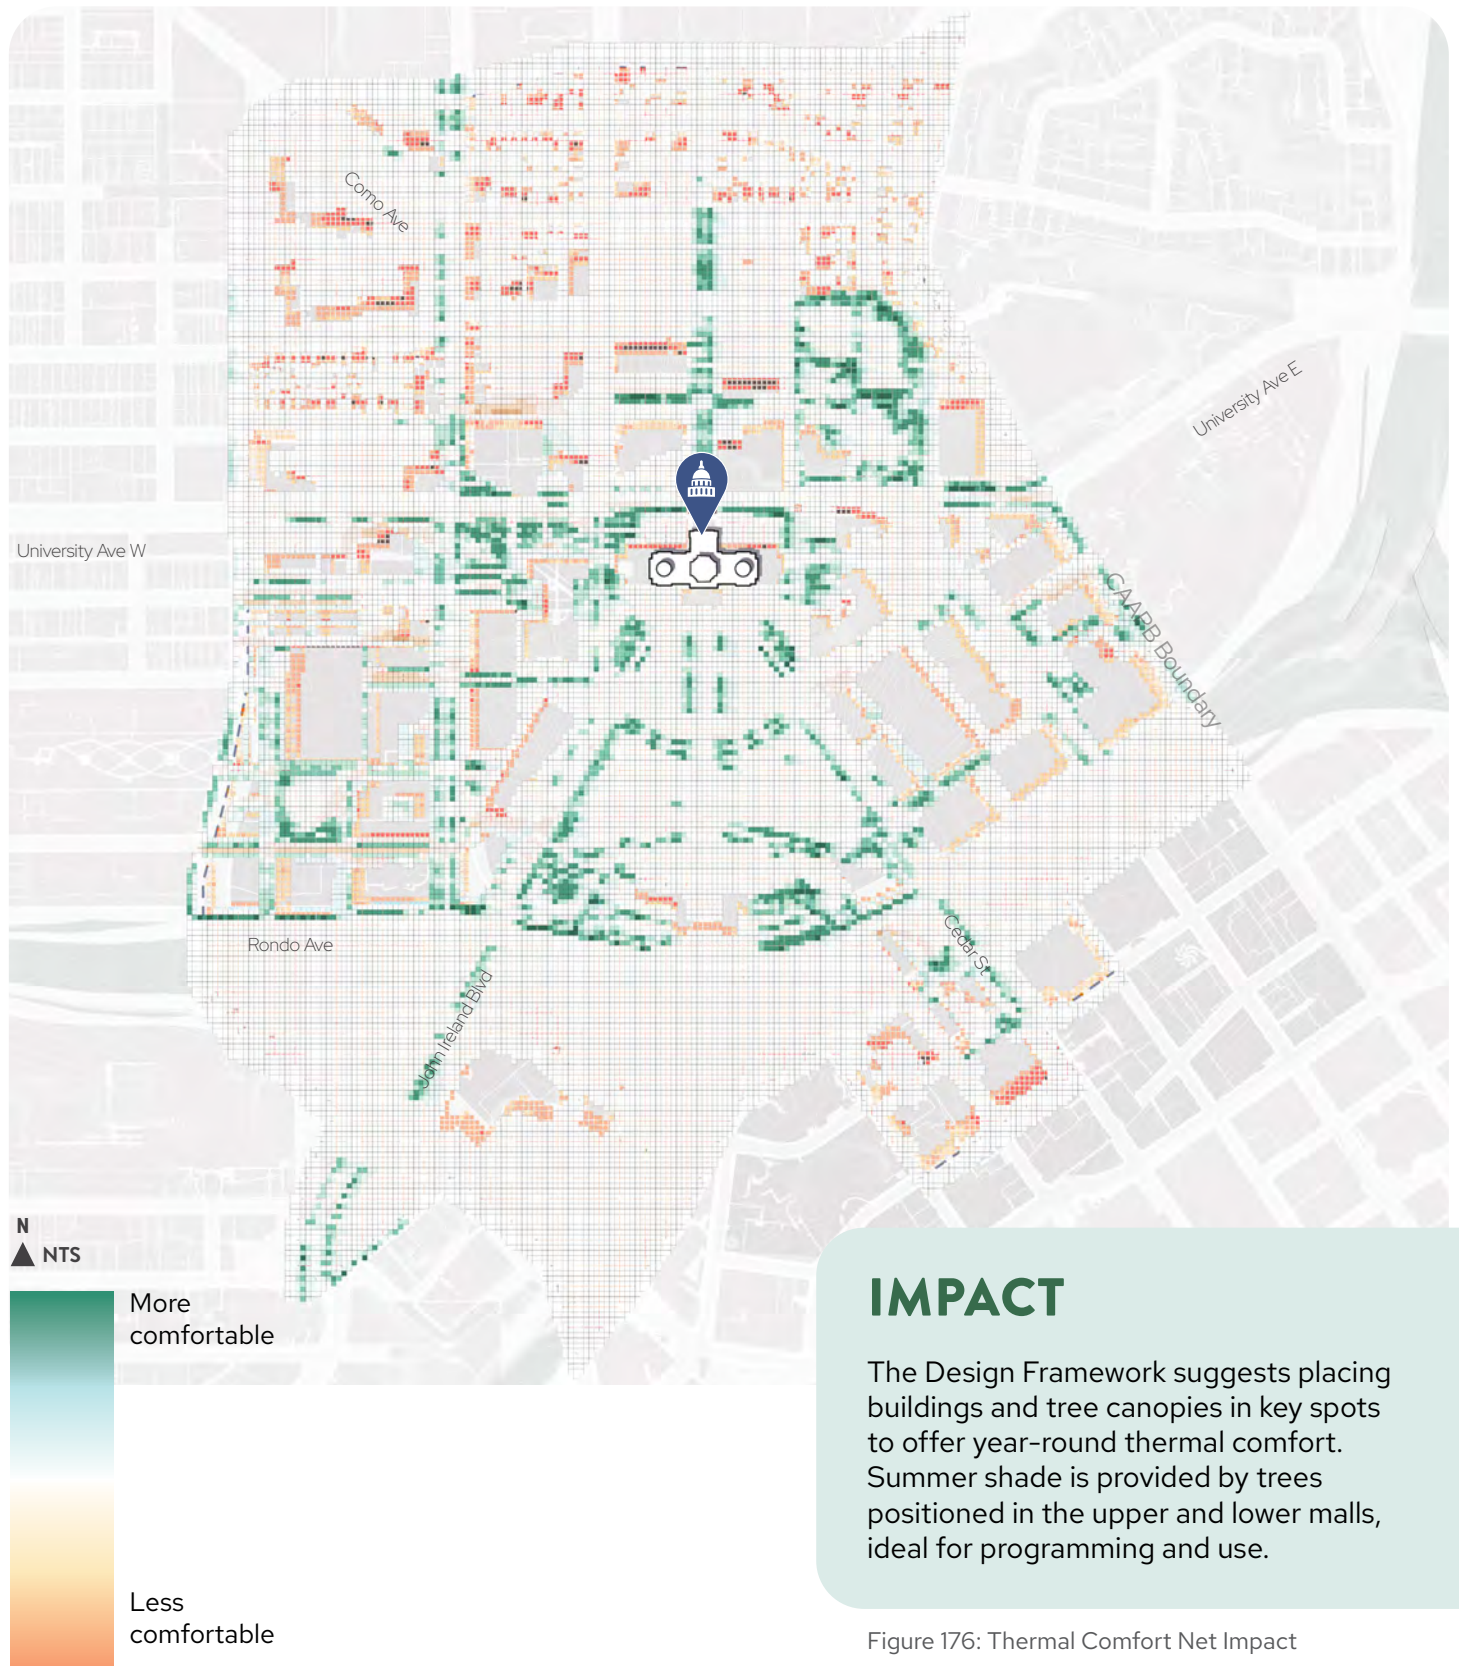 Como Ave
University Ave E
University Ave W
CAAPB Boundary
Rondo Ave
Cedar St
John Ireland Blvd
N
NTS
More
comfortable
Less
comfortable
IMPACT
The Design Framework suggests placing
buildings and tree canopies in key spots
to offer year-round thermal comfort.
Summer shade is provided by trees
positioned in the upper and lower malls,
ideal for programming and use.
Figure 176: Thermal Comfort Net Impact